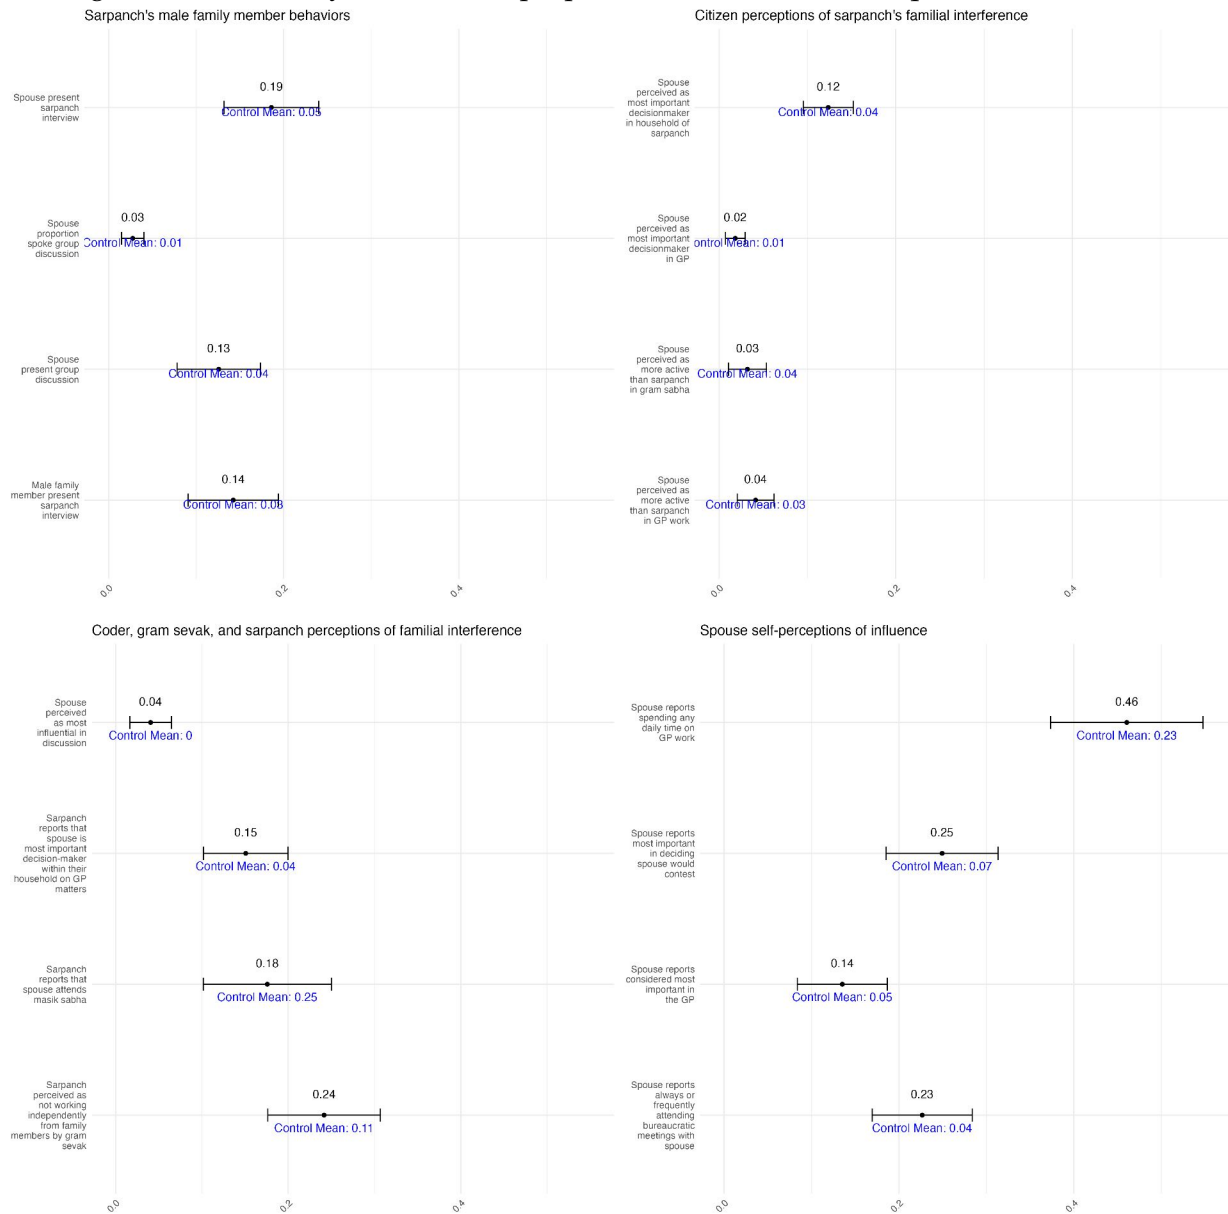 Sarpanch's male family member behaviors
0.19
Spouse present
sarpanch
interview
Control Mean: 0.05
0.03
Spouse
proportion
spoke group
discussion
Control Mean: 0.01
0.13
Spouse
present group
discussion
Control Mean: 0.04
0.14
Male family
member present
sarpanch
interview
Control Mean: 0.08
0.0
0.2
0.4
Citizen perceptions of sarpanch's familial interference
0.12
Spouse
perceived as
most important
decisionmaker
in household of
sarpanch
Control Mean: 0.04
0.02
Spouse
perceived as
most important
decisionmaker
in GP
ontrol Mean: 0.01
0.03
Spouse
perceived as
more active
than sarpanch
in gram sabha
Control Mean: 0.04
0.04
Spouse
perceived as
more active
than sarpanch
in GP work
Control Mean: 0.03
0.0
0.2
0.4
Coder, gram sevak, and sarpanch perceptions of familial interference
0.04
Spouse
perceived
as most
influential in
discussion
Control Mean: 0
0.15
Sarpanch
reports that
spouse is
most important
decision-maker
within their
household on GP
matters
Control Mean: 0.04
0.18
Sarpanch
reports that
spouse attends
masik sabha
Control Mean: 0.25
0.24
Sarpanch
perceived as
not working
independently
from family
members by gram
sevak
Control Mean: 0.11
0.0
0.2
0.4
Spouse self-perceptions of influence
0.46
Spouse reports
spending any
daily time on
GP work
Control Mean: 0.23
0.25
Spouse reports
most important
in deciding
spouse would
contest
Control Mean: 0.07
0.14
Spouse reports
considered most
important in
the GP
Control Mean: 0.05
0.23
Spouse reports
always or
frequently
attending
bureaucratic
meetings with
spouse
Control Mean: 0.04
0.0
0.2
0.4